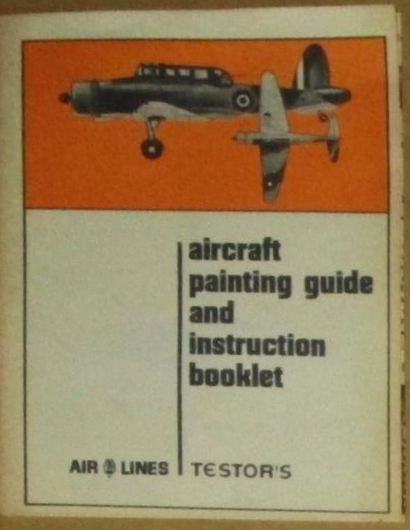 aircraft
painting guide
and
instruction
booklet
AIR LINES TESTOR'S